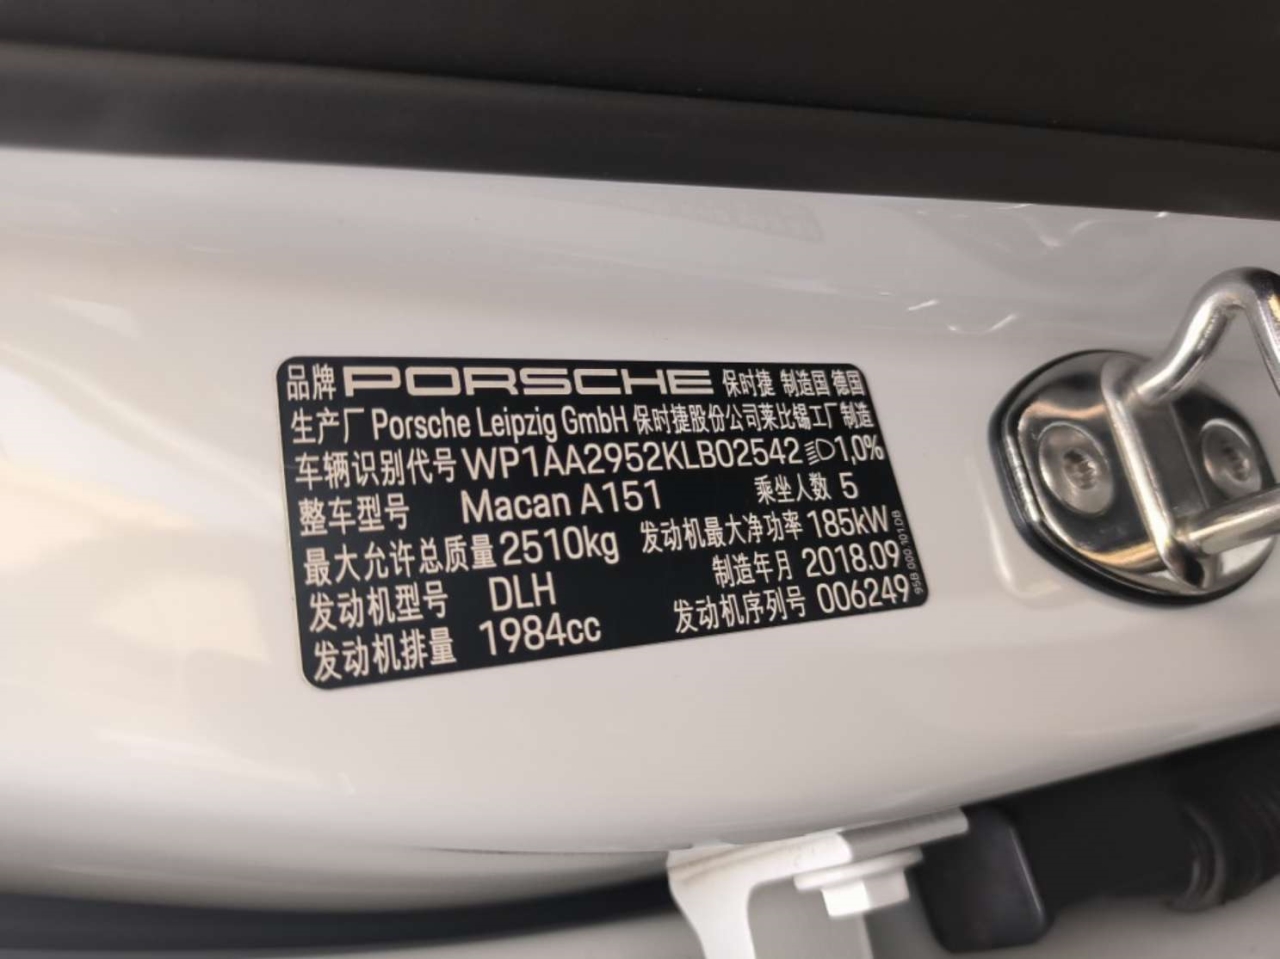 品牌 PORSCHE 保时捷 制造国 德国
生产厂 Porsche Leipzig GmbH 保时捷股份公司莱比锡工厂制造
车辆识别代号 WP1AA2952KLB02542 1,0%
整车型号 Macan A151 乘坐人数 5
最大允许总质量 2510kg 发动机最大净功率 185kW
发动机型号 DLH 制造年月 2018.09
发动机排量 1984cc 发动机序列号 006249
95B.000.101.DB